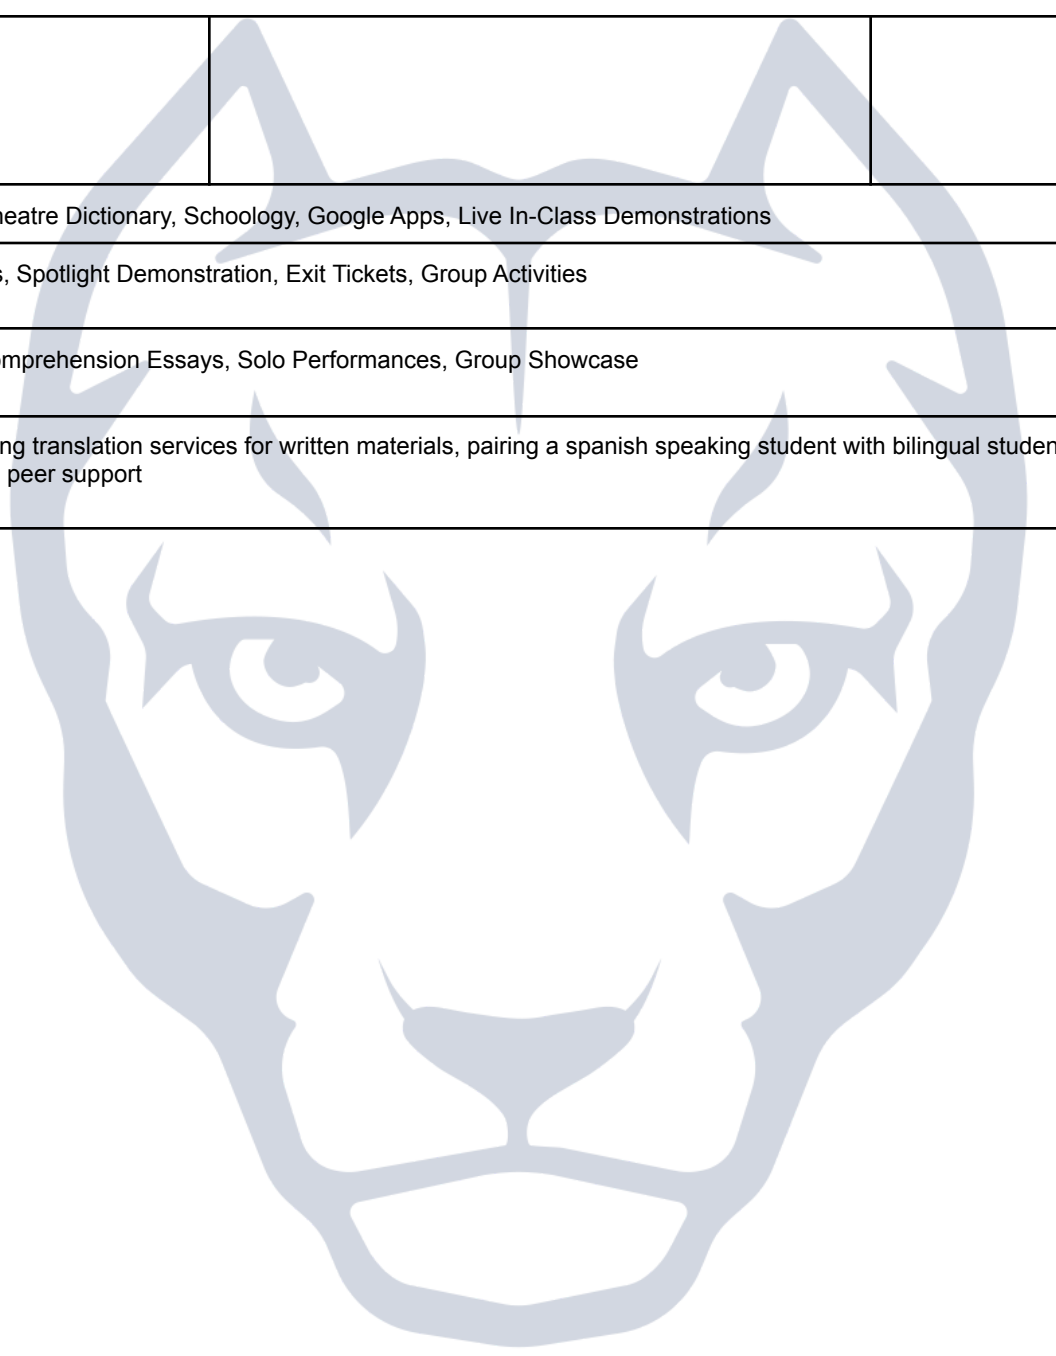 heatre Dictionary, Schoology, Google Apps, Live In-Class Demonstrations
s, Spotlight Demonstration, Exit Tickets, Group Activities
omprehension Essays, Solo Performances, Group Showcase
ng translation services for written materials, pairing a spanish speaking student with bilingual studen
peer support